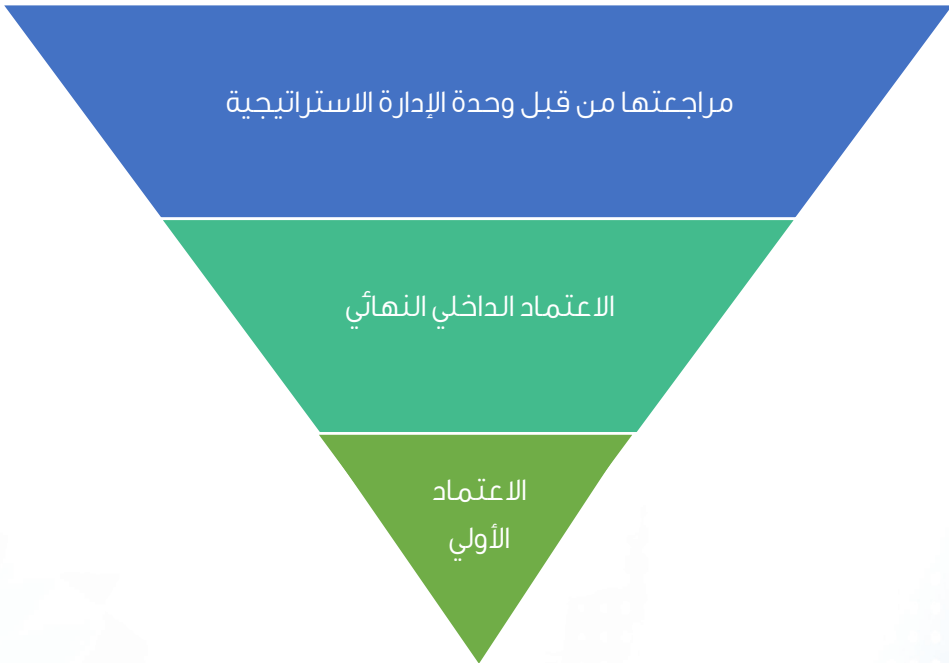 مراجعتها من قبل وحدة الإدارة الاستراتيجية
الاعتماد الداخلي النهائي
الاعتماد
الأولي